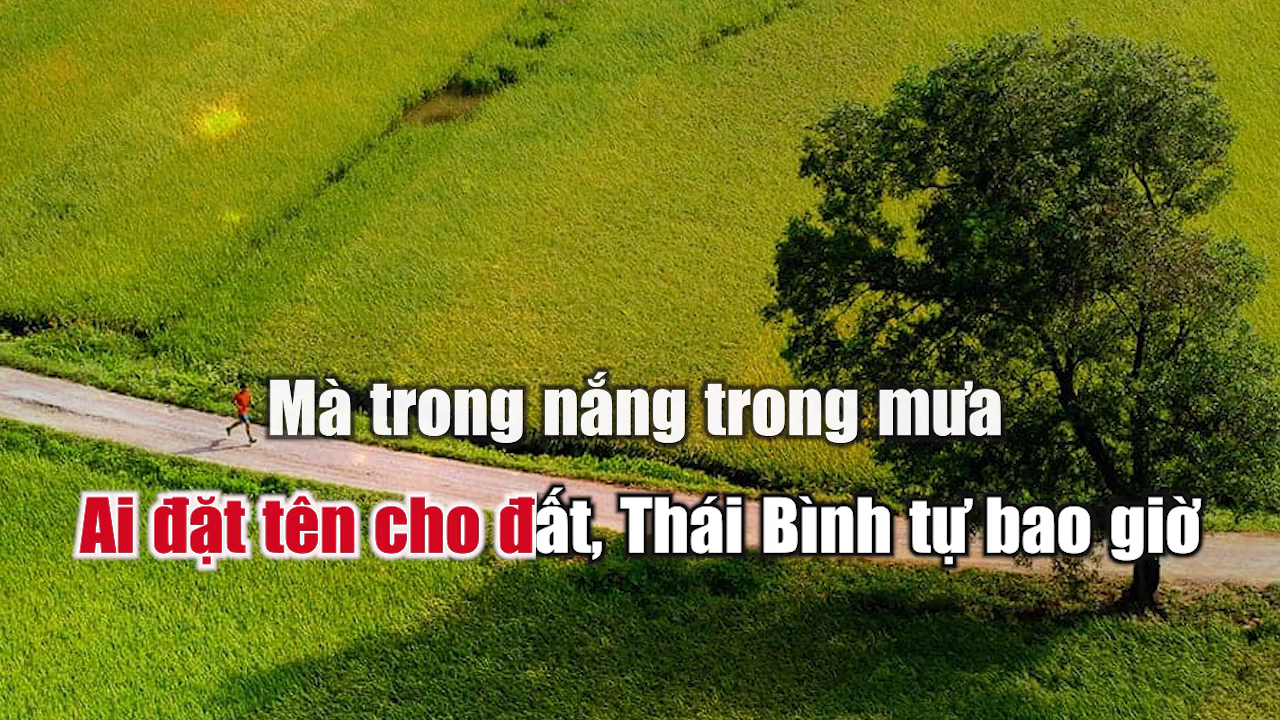 Mà trong nắng trong mưa
Ai đặt tên cho đất, Thái Bình tự bao giờ